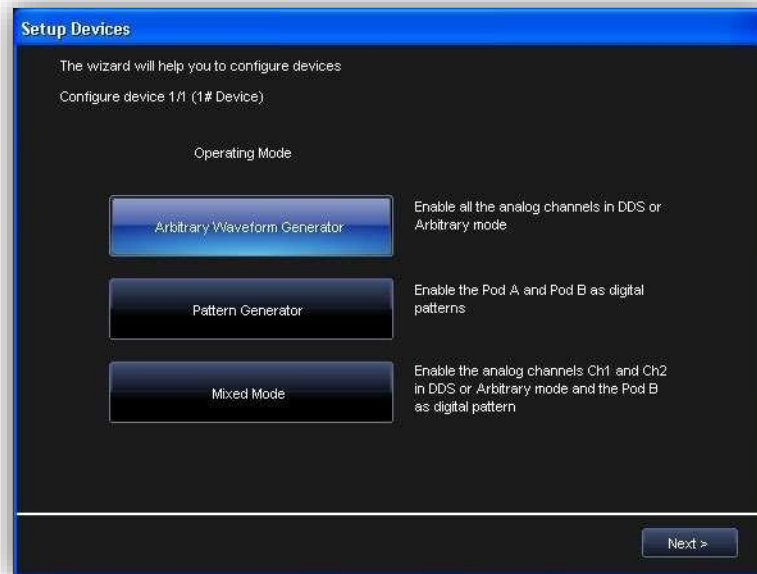 Setup Devices
The wizard will help you to configure devices
Configure device 1/1 (1# Device)
Operating Mode
Arbitrary Waveform Generator
Enable all the analog channels in DDS or
Arbitrary mode
Pattern Generator
Enable the Pod A and Pod B as digital
patterns
Mixed Mode
Enable the analog channels Ch1 and Ch2
in DDS or Arbitrary mode and the Pod B
as digital pattern
Next >